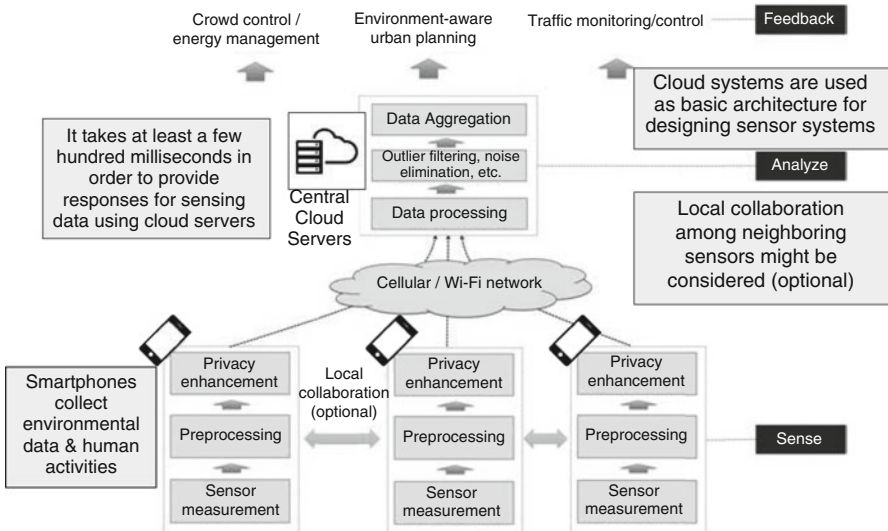 Crowd control /
energy management
Environment-aware
urban planning
Traffic monitoring/control
Feedback
It takes at least a few
hundred milliseconds in
order to provide
responses for sensing
data using cloud servers
Central
Cloud
Servers
Data Aggregation
Outlier filtering, noise
elimination, etc.
Data processing
Cloud systems are used
as basic architecture for
designing sensor systems
Analyze
Local collaboration
among neighboring
sensors might be
considered (optional)
Cellular / Wi-Fi network
Smartphones
collect
environmental
data & human
activities
Privacy
enhancement
Preprocessing
Sensor
measurement
Local
collaboration
(optional)
Privacy
enhancement
Preprocessing
Sensor
measurement
Privacy
enhancement
Preprocessing
Sensor
measurement
Sense